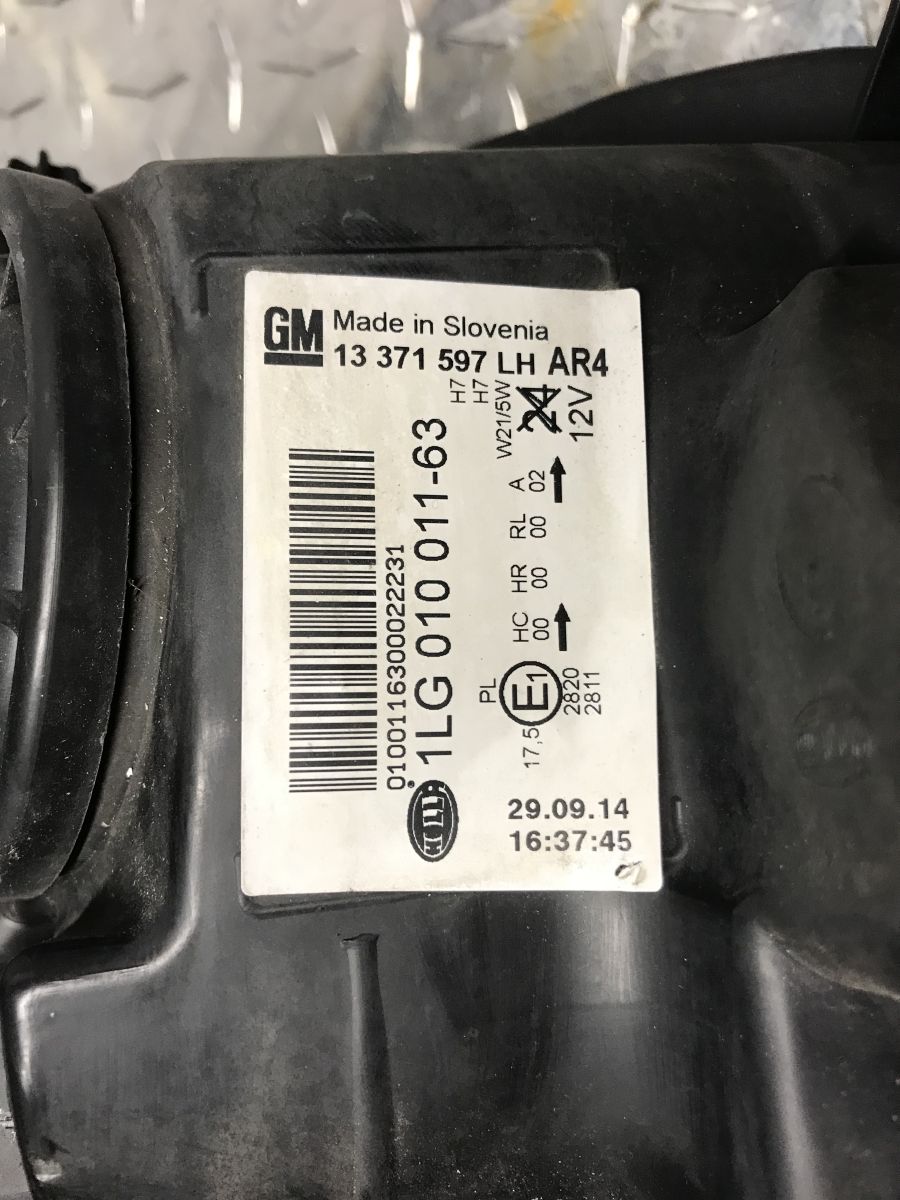 GM Made in Slovenia
13 371 597 LH AR4
H7
H7
W21/5W
24
12V
010011630022231
HELLA 1LG 010 011-63
PL
17,5 E1 HC HR RL A
00 00 00 02
2820
2811
29.09.14
16:37:45